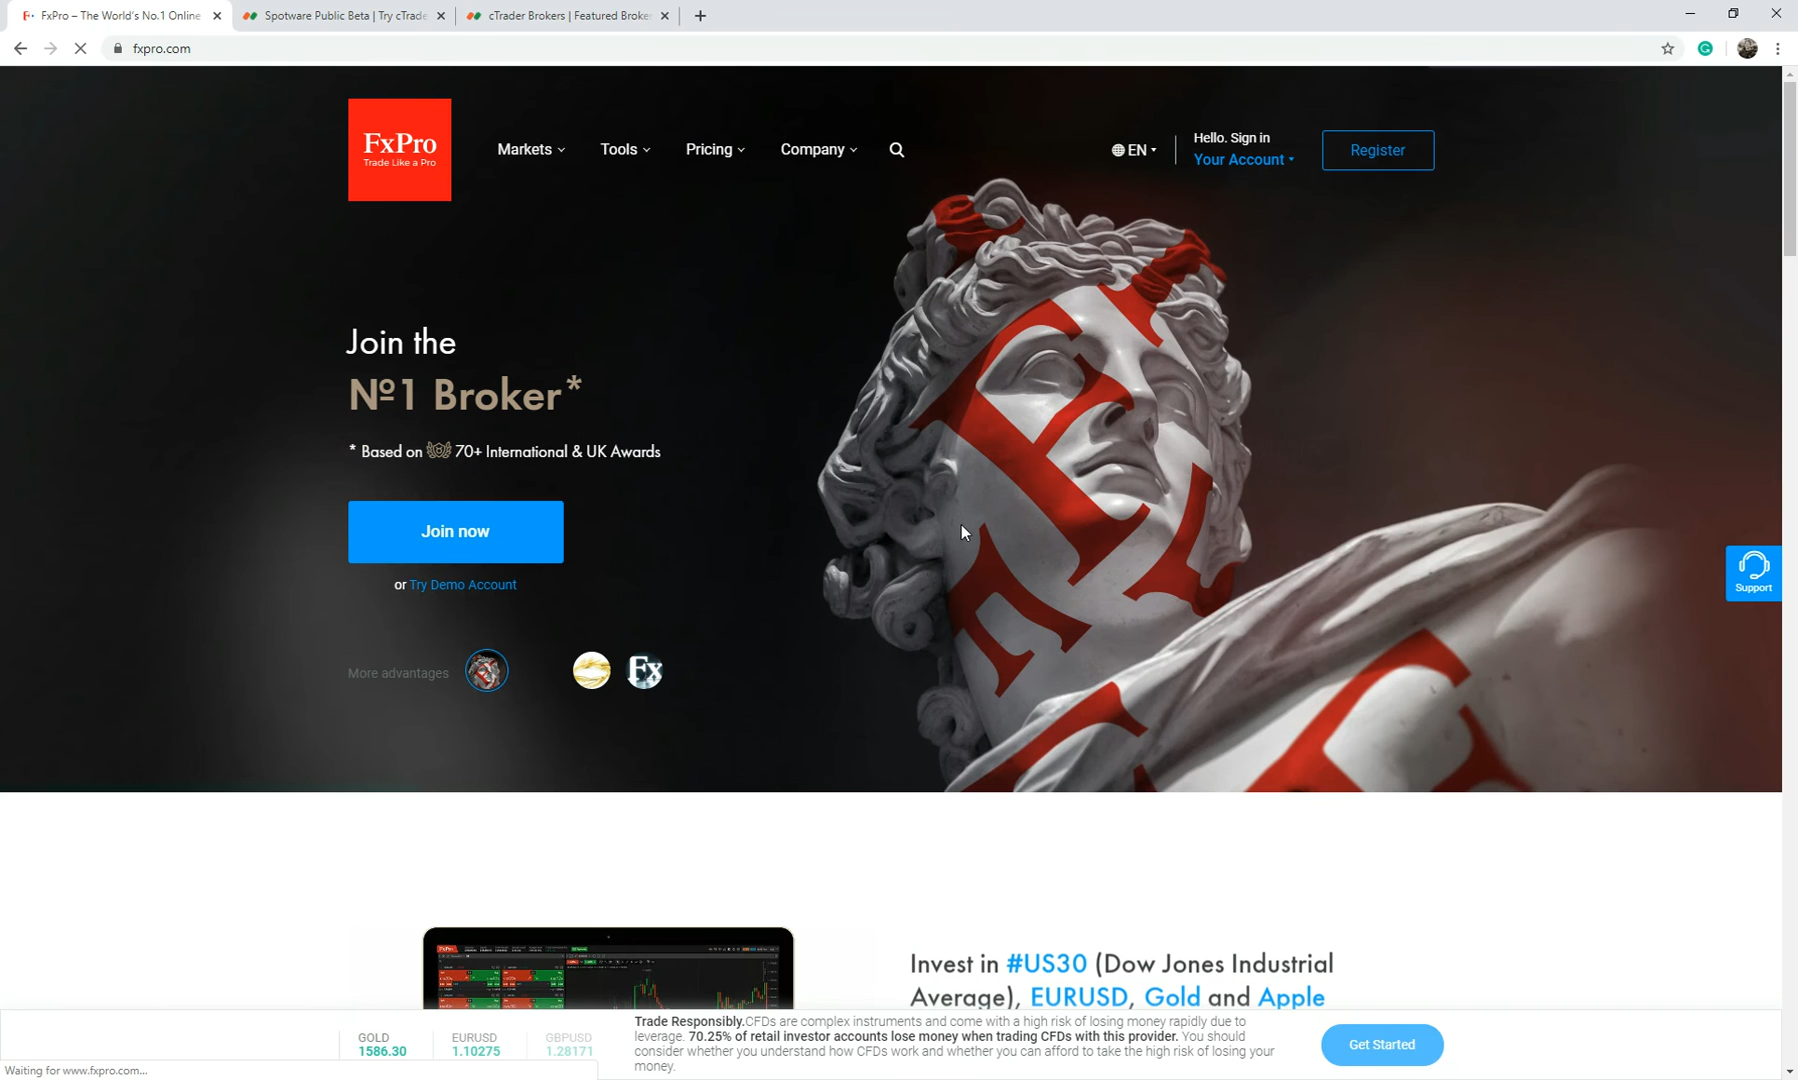 FxPro – The World's No.1 Online
Spotware Public Beta | Try cTrade
cTrader Brokers | Featured Broker
fxpro.com
FxPro
Trade Like a Pro
Markets
Tools
Pricing
Company
EN
Hello. Sign in
Your Account
Register
Join the
№1 Broker*
* Based on 70+ International & UK Awards
Join now
or Try Demo Account
More advantages
Fx
Support
Invest in #US30 (Dow Jones Industrial
Average), EURUSD, Gold and Apple
GOLD
1586.30
EURUSD
1.10275
GBPUSD
1.28171
Trade Responsibly.CFDs are complex instruments and come with a high risk of losing money rapidly due to
leverage. 70.25% of retail investor accounts lose money when trading CFDs with this provider. You should
consider whether you understand how CFDs work and whether you can afford to take the high risk of losing your
money.
Get Started
Waiting for www.fxpro.com...